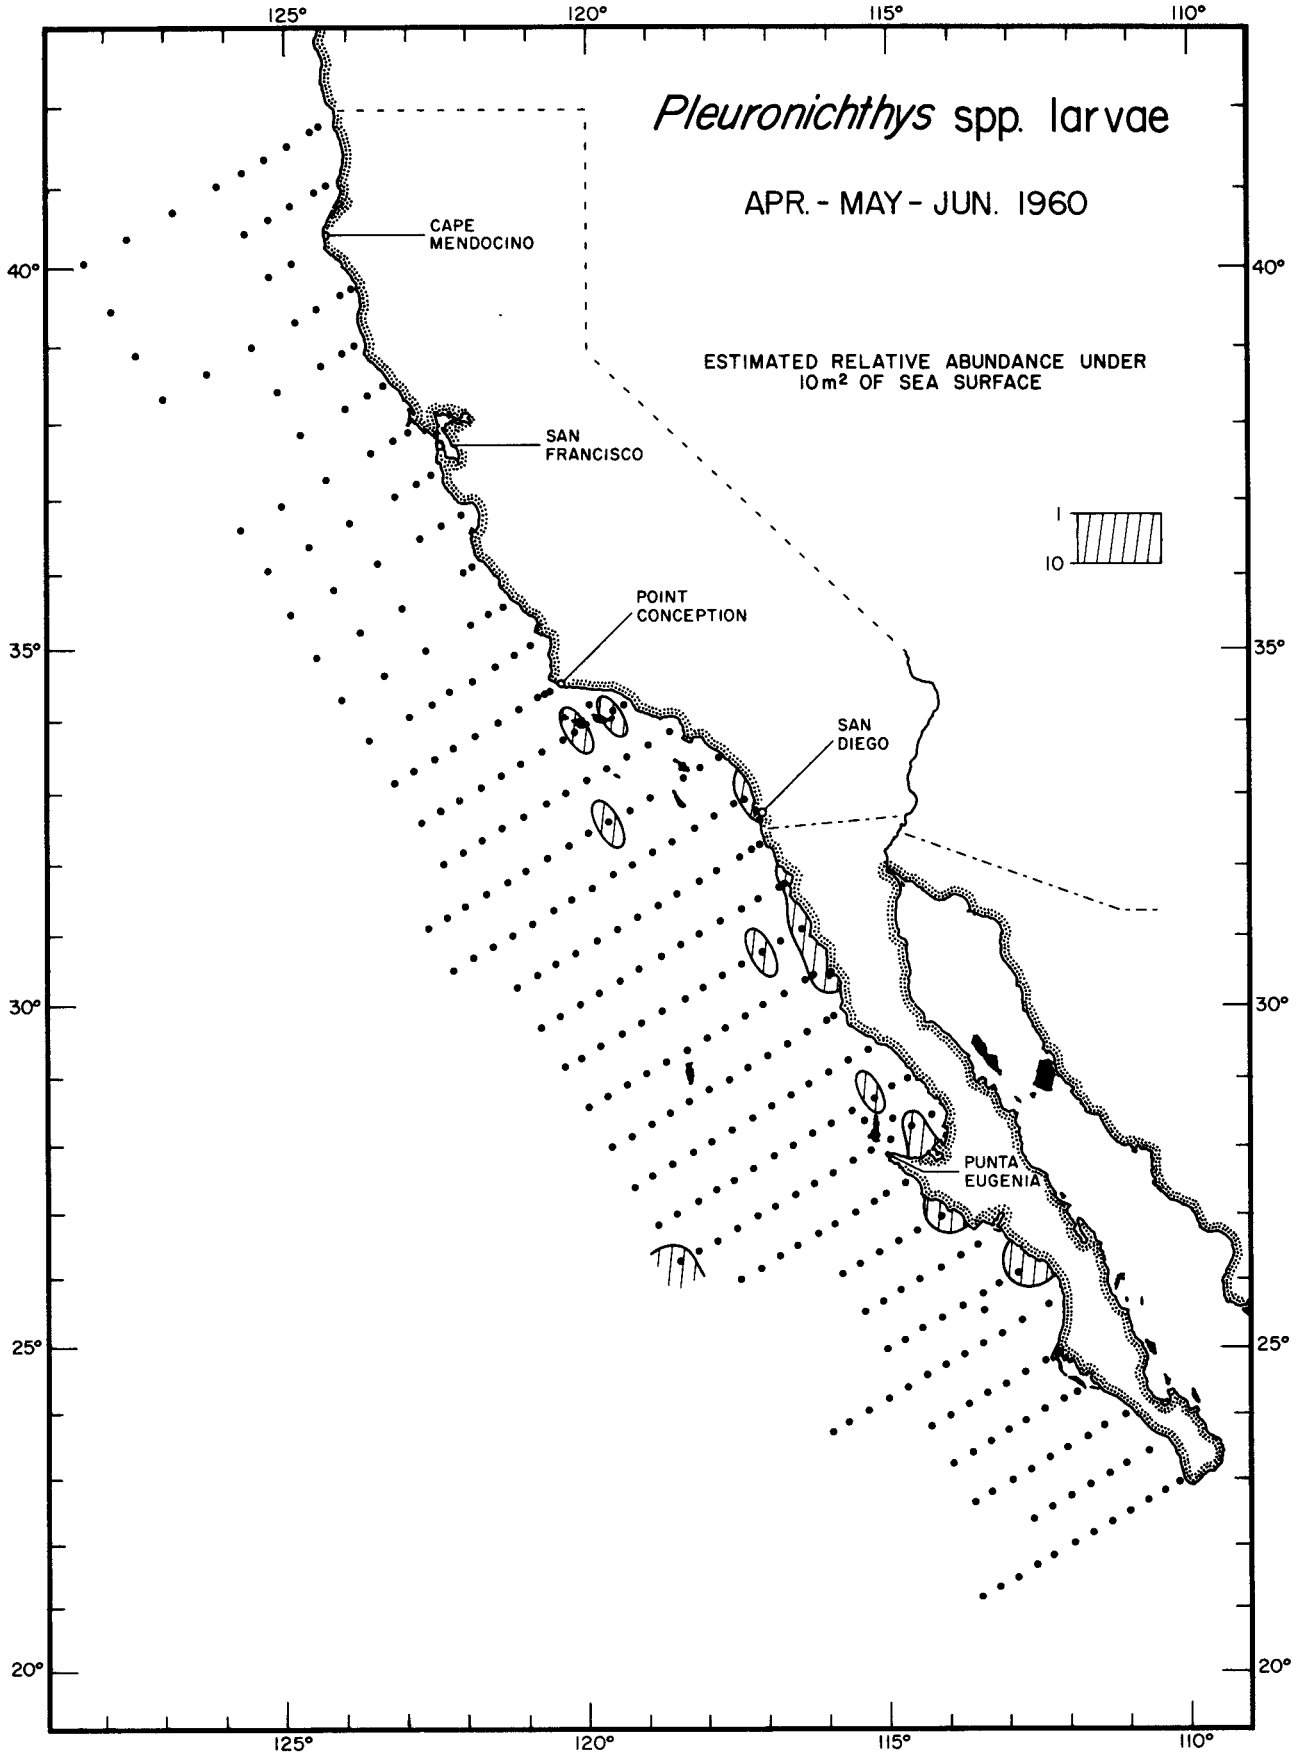 125° 120° 115° 110°
Pleuronichthys spp. larvae
APR. - MAY - JUN. 1960
CAPE
MENDOCINO
40° 40°
ESTIMATED RELATIVE ABUNDANCE UNDER
10m² OF SEA SURFACE
SAN
FRANCISCO
1
10
POINT
CONCEPTION
35° 35°
SAN
DIEGO
30° 30°
PUNTA
EUGENIA
25° 25°
20° 20°
125° 120° 115° 110°